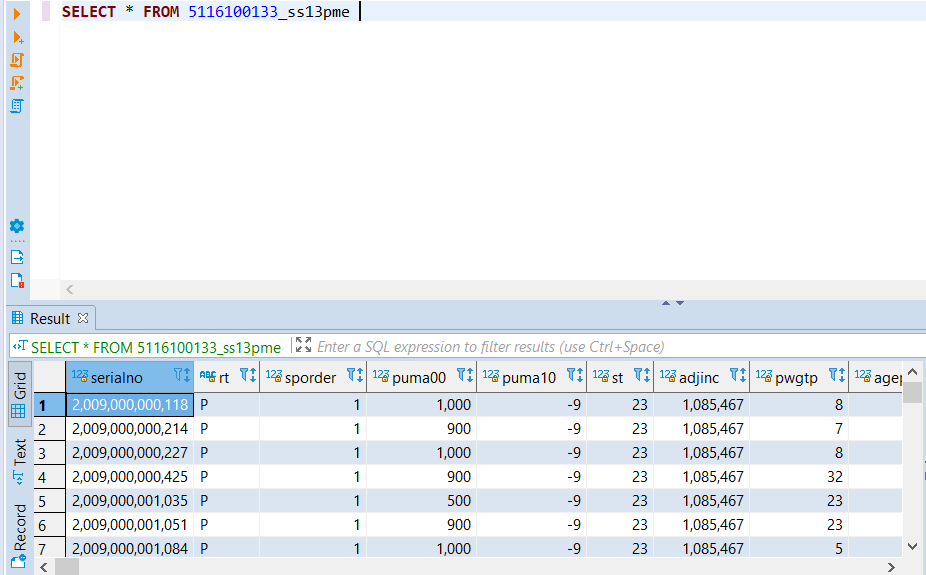 SELECT * FROM 5116100133_ss13pme
Result
SELECT * FROM 5116100133_ss13pme Enter a SQL expression to filter results (use Ctrl+Space)
Grid
Text
Record
123 serialno ABC rt 123 sporder 123 puma00 123 puma10 123 st 123 adjinc 123 pwgtp 123 agep
1 2,009,000,000,118 P 1 1,000 -9 23 1,085,467 8
2 2,009,000,000,214 P 1 900 -9 23 1,085,467 7
3 2,009,000,000,227 P 1 1,000 -9 23 1,085,467 8
4 2,009,000,000,425 P 1 900 -9 23 1,085,467 32
5 2,009,000,001,035 P 1 500 -9 23 1,085,467 23
6 2,009,000,001,051 P 1 900 -9 23 1,085,467 23
7 2,009,000,001,084 P 1 1,000 -9 23 1,085,467 5